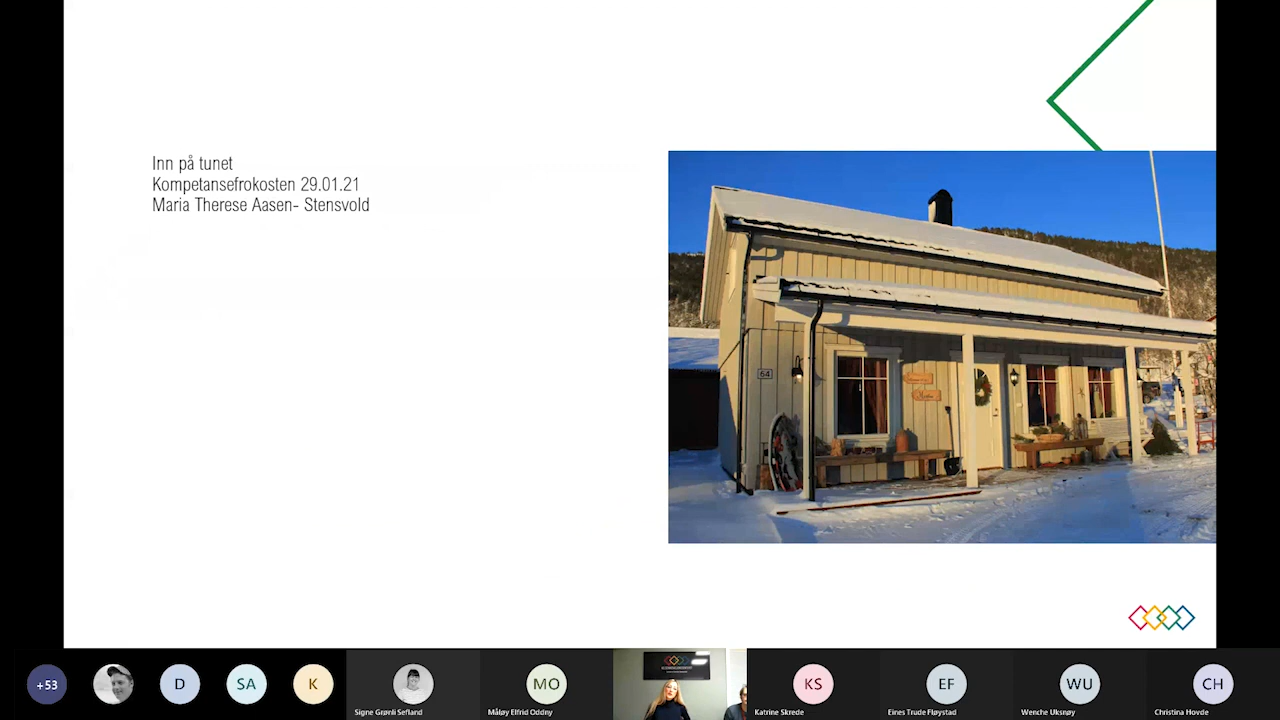 Inn på tunet
Kompetansefrokosten 29.01.21
Maria Therese Aasen- Stensvold
64
+53
D
SA
K
Signe Grønli Sefland
MO
Måløy Elfrid Oddny
KS
Katrine Skrede
EF
Eines Trude Fløystad
WU
Wenche Uksnøy
CH
Christina Hovde